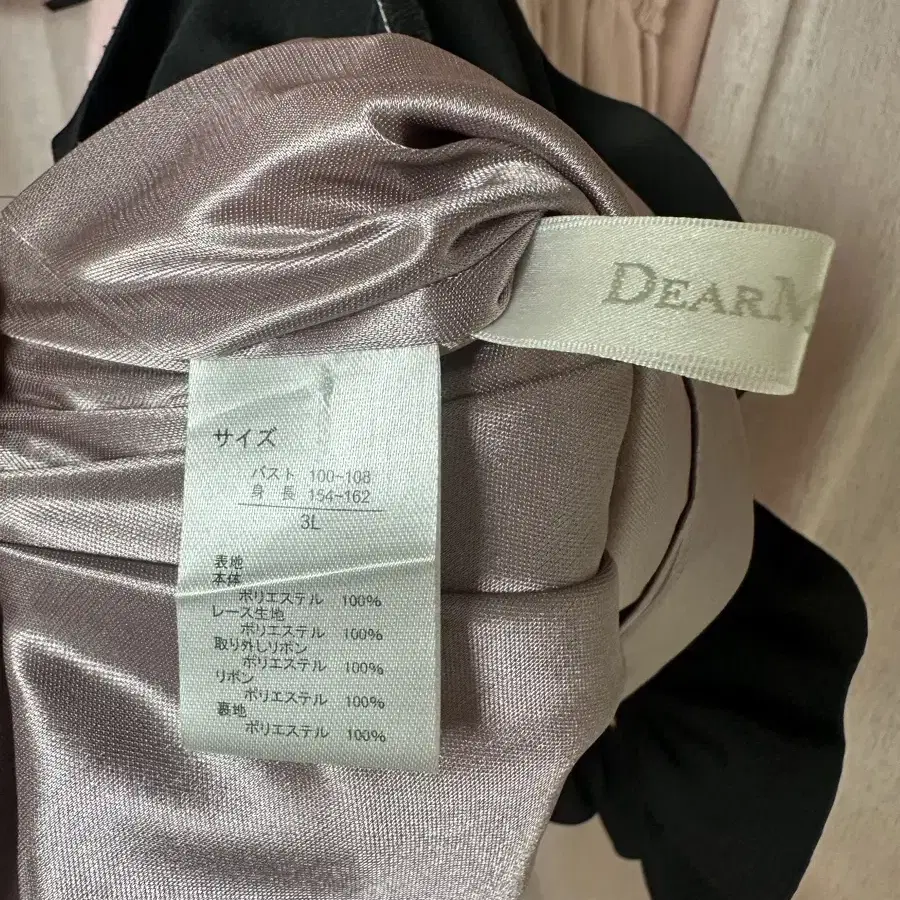 DEARM
サイズ
バスト 100~108
身 長 154~162
3L
表地
本体
ポリエステル 100%
レース生地
ポリエステル 100%
取り外しリボン
ポリエステル 100%
リボン
ポリエステル 100%
裏地
ポリエステル 100%